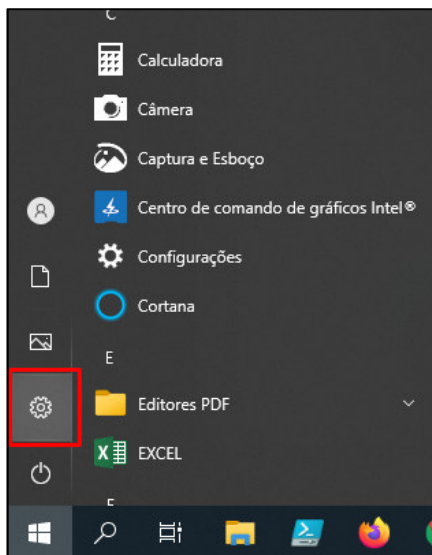 C
Calculadora
Câmera
Captura e Esboço
Centro de comando de gráficos Intel®
Configurações
Cortana
E
Editores PDF
EXCEL
F